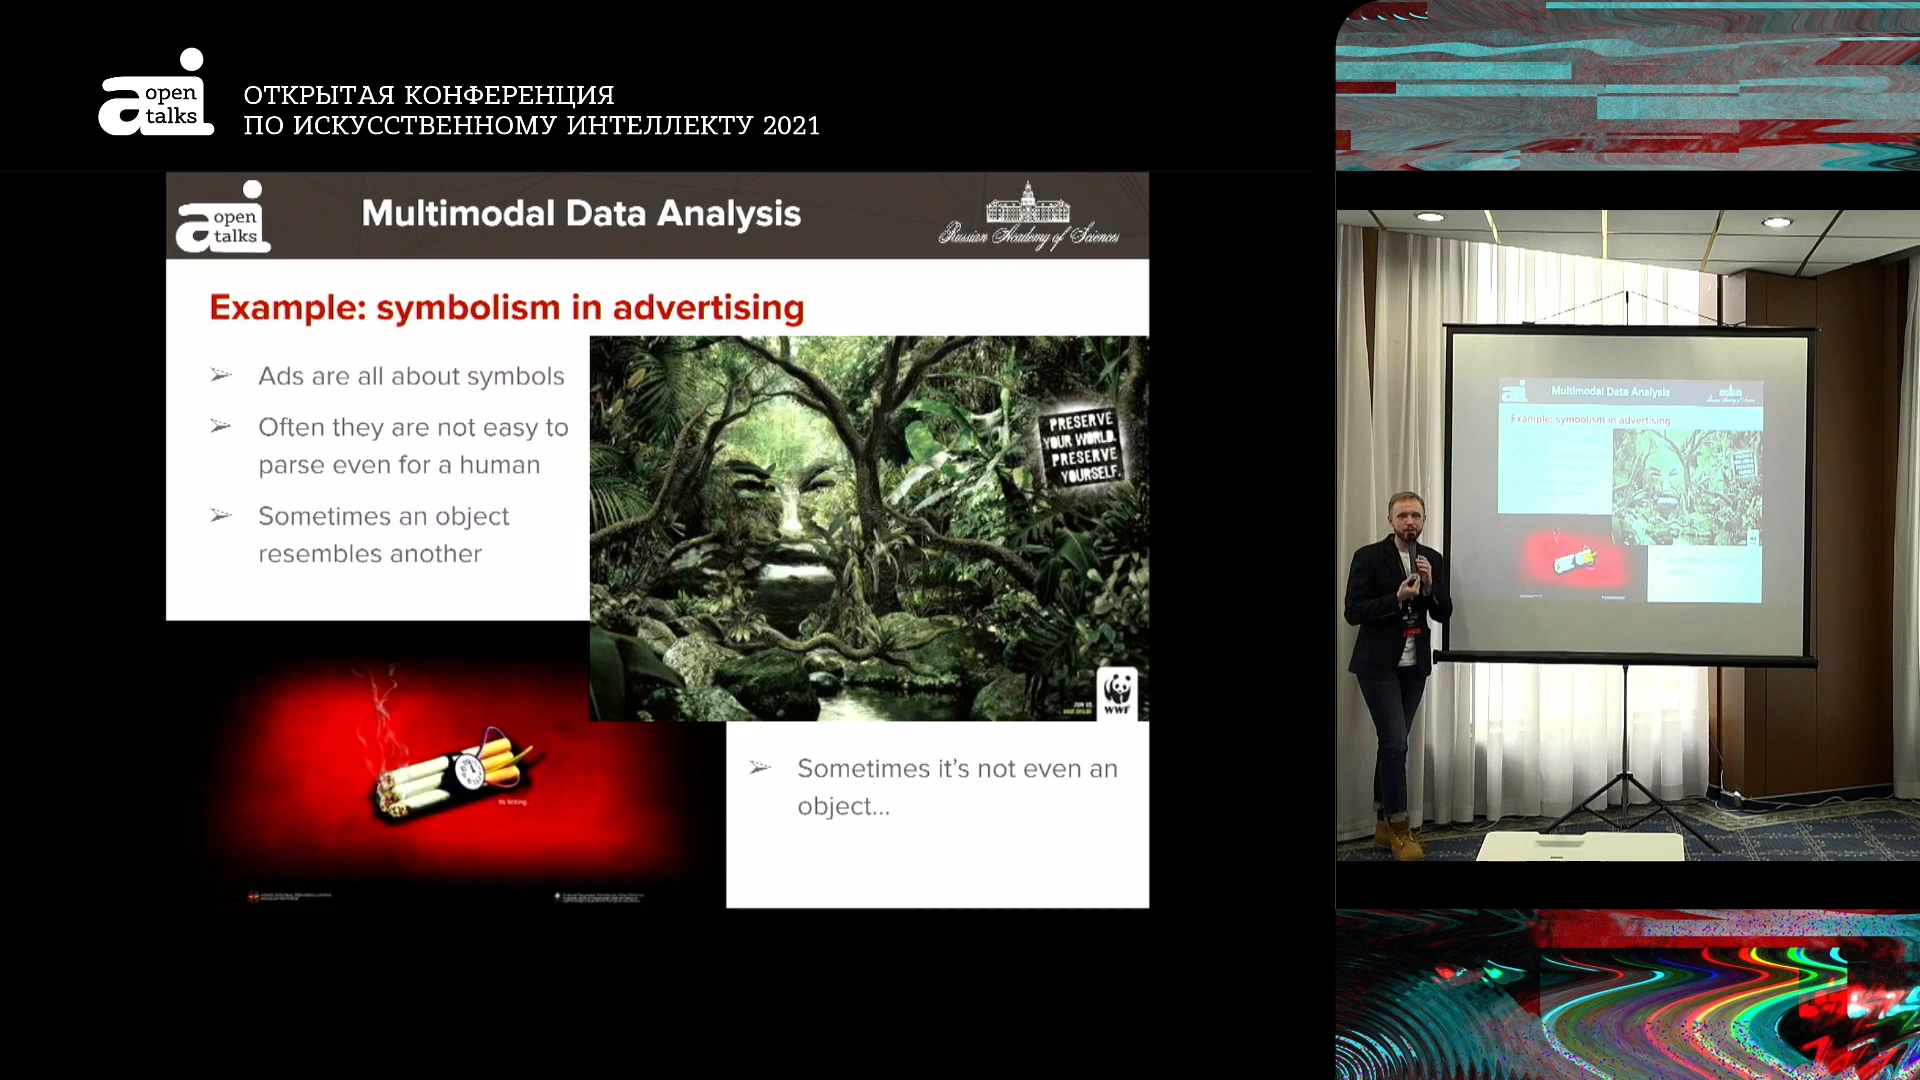 open
talks
ОТКРЫТАЯ КОНФЕРЕНЦИЯ
ПО ИСКУССТВЕННОМУ ИНТЕЛЛЕКТУ 2021
open
talks
Multimodal Data Analysis
Russian Academy of Sciences
Example: symbolism in advertising
➢ Ads are all about symbols
➢ Often they are not easy to
parse even for a human
➢ Sometimes an object
resembles another
PRESERVE
YOUR WORLD.
PRESERVE
YOURSELF.
WWF
➢ Sometimes it's not even an
object...
Multimodal Data Analysis
Example: symbolism in advertising